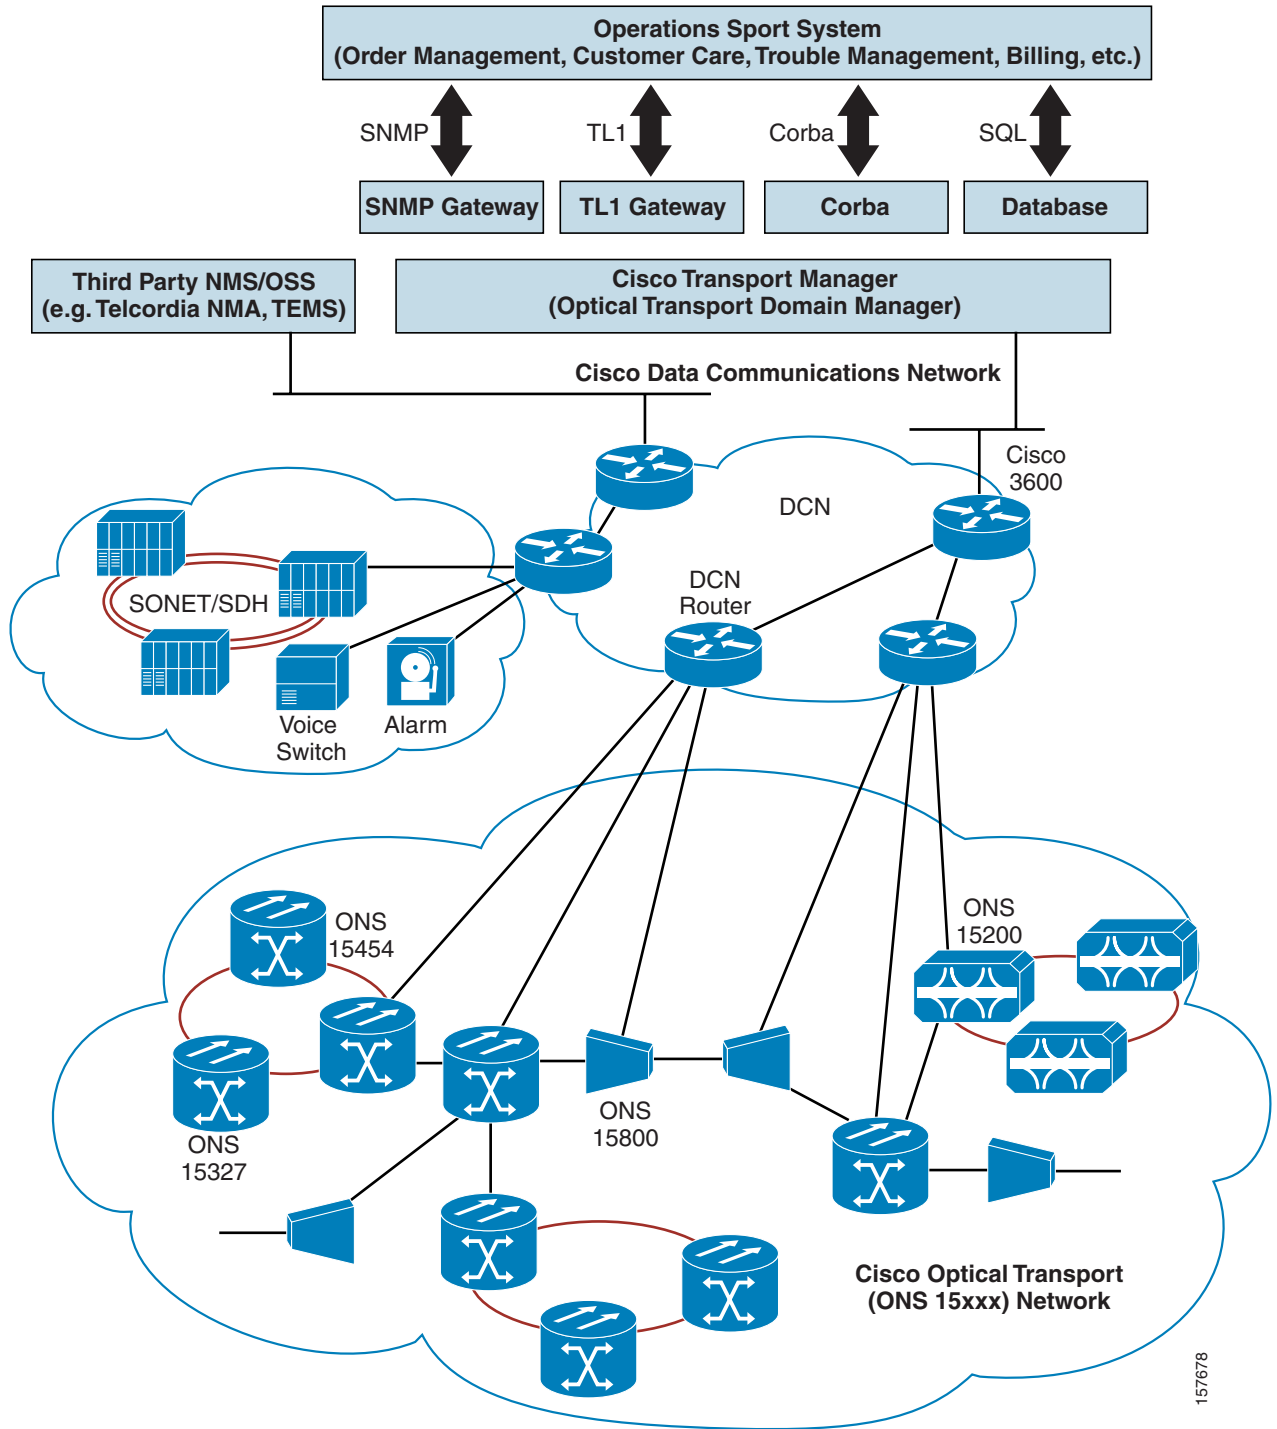 Operations Sport System
(Order Management, Customer Care, Trouble Management, Billing, etc.)
SNMP
TL1
Corba
SQL
SNMP Gateway
TL1 Gateway
Corba
Database
Third Party NMS/OSS
(e.g. Telcordia NMA, TEMS)
Cisco Transport Manager
(Optical Transport Domain Manager)
Cisco Data Communications Network
Cisco
3600
DCN
DCN
Router
SONET/SDH
Voice
Switch
Alarm
ONS
15454
ONS
15200
ONS
15327
ONS
15800
Cisco Optical Transport
(ONS 15xxx) Network
157678